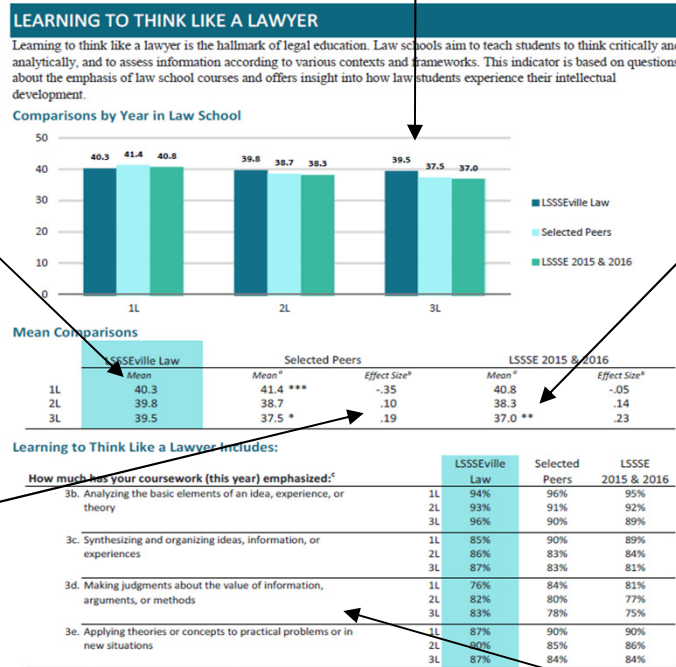 LEARNING TO THINK LIKE A LAWYER
Learning to think like a lawyer is the hallmark of legal education. Law schools aim to teach students to think critically and
analytically, and to assess information according to various contexts and frameworks. This indicator is based on questions
about the emphasis of law school courses and offers insight into how law students experience their intellectual
development.
Comparisons by Year in Law School
50
40
30
20
10
0
40.3 41.4 40.8
39.8 38.7 38.3
39.5 37.5 37.0
1L 2L 3L
LSSSEville Law
Selected Peers
LSSSE 2015 & 2016
Mean Comparisons
LSSSEville Law Selected Peers LSSSE 2015 & 2016
Mean Mean a Effect Size b Mean a Effect Size b
1L 40.3 41.4 *** -.35 40.8 -.05
2L 39.8 38.7 .10 38.3 .14
3L 39.5 37.5 * .19 37.0 ** .23
Learning to Think Like a Lawyer Includes:
LSSSEville Selected LSSSE
How much has your coursework (this year) emphasized:c Law Peers 2015 & 2016
3b. Analyzing the basic elements of an idea, experience, or 1L 94% 96% 95%
theory 2L 93% 91% 92%
3L 96% 90% 89%
3c. Synthesizing and organizing ideas, information, or 1L 85% 90% 89%
experiences 2L 86% 83% 84%
3L 87% 83% 81%
3d. Making judgments about the value of information, 1L 76% 84% 81%
arguments, or methods 2L 82% 80% 77%
3L 83% 78% 75%
3e. Applying theories or concepts to practical problems or in 1L 87% 90% 90%
new situations 2L 90% 85% 86%
3L 87% 84% 84%